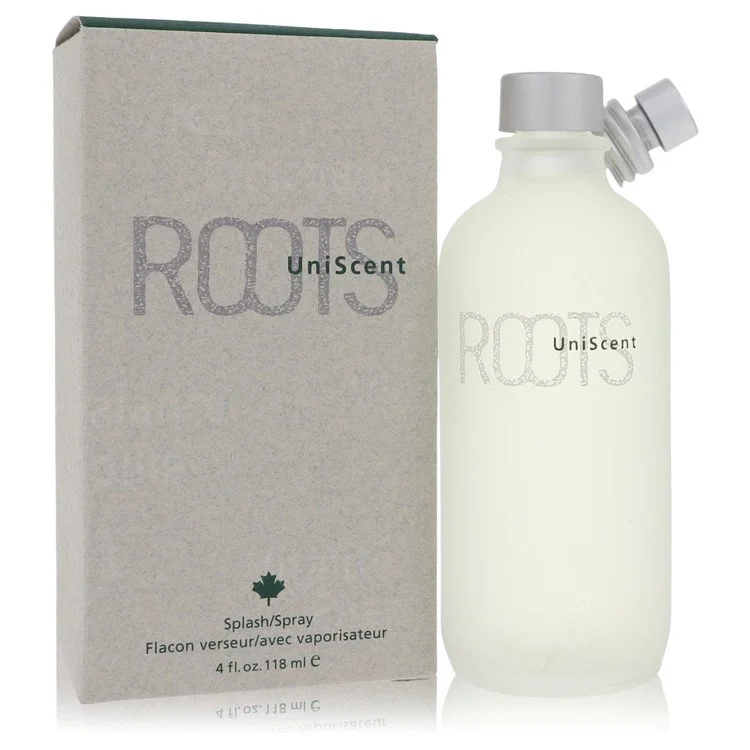 ROOTS
UniScent
Splash/Spray
Flacon verseur/avec vaporisateur
4 fl.oz.118 ml ℮
ROOTS
UniScent